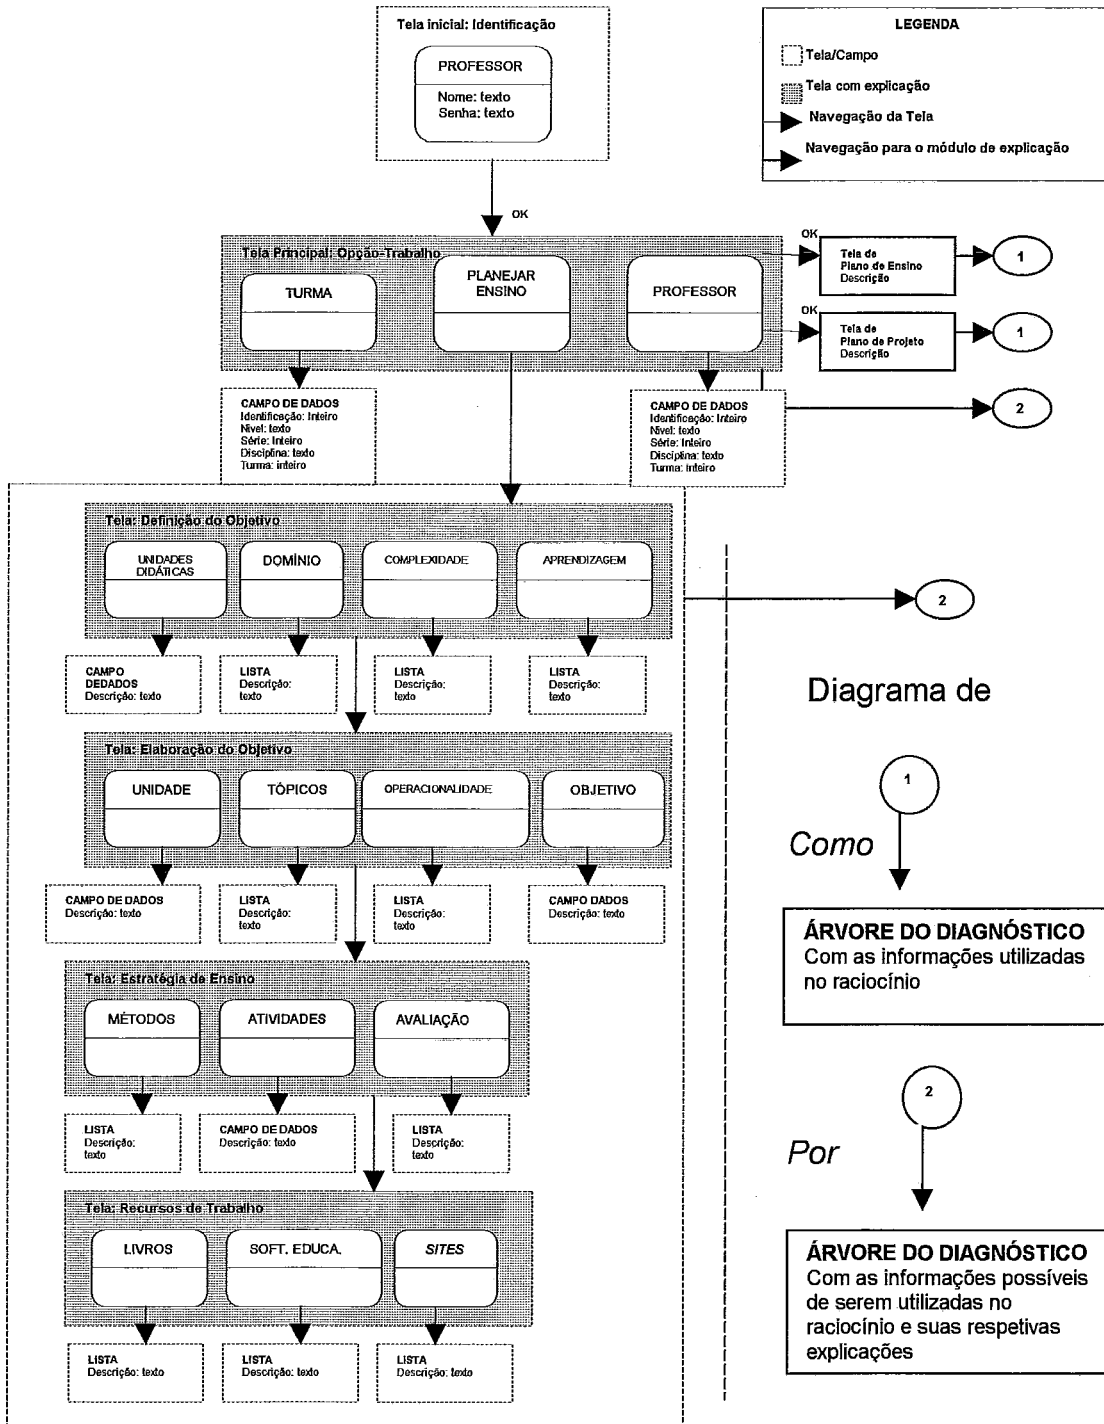 Tela inicial: Identificação
PROFESSOR
Nome: texto
Senha: texto
OK
LEGENDA
Tela/Campo
Tela com explicação
Navegação da Tela
Navegação para o módulo de explicação
Tela Principal: Opção-Trabalho
TURMA
PLANEJAR
ENSINO
PROFESSOR
OK
Tela de
Plano de Ensino
Descrição
1
OK
Tela de
Plano de Projeto
Descrição
1
2
CAMPO DE DADOS
Identificação: Inteiro
Nivel: texto
Série: Inteiro
Disciplina: texto
Turma: inteiro
CAMPO DE DADOS
Identificação: Inteiro
Nivel: texto
Série: Inteiro
Disciplina: texto
Turma: Inteiro
Tela: Definição do Objetivo
UNIDADES
DIDÁTICAS
DOMÍNIO
COMPLEXIDADE
APRENDIZAGEM
2
CAMPO
DEDADOS
Descrição: texto
LISTA
Descrição:
texto
LISTA
Descrição:
texto
LISTA
Descrição:
texto
Tela: Elaboração do Objetivo
UNIDADE
TÓPICOS
OPERACIONALIDADE
OBJETIVO
CAMPO DE DADOS
Descrição: texto
LISTA
Descrição:
texto
LISTA
Descrição:
texto
CAMPO DADOS
Descrição: texto
Tela: Estratégia de Ensino
MÉTODOS
ATIVIDADES
AVALIAÇÃO
LISTA
Descrição:
texto
CAMPO DE DADOS
Descrição: texto
LISTA
Descrição:
texto
Tela: Recursos de Trabalho
LIVROS
SOFT. EDUCA.
SITES
LISTA
Descrição: texto
LISTA
Descrição: texto
LISTA
Descrição: texto
Diagrama de
1
Como
ÁRVORE DO DIAGNÓSTICO
Com as informações utilizadas
no raciocínio
2
Por
ÁRVORE DO DIAGNÓSTICO
Com as informações possíveis
de serem utilizadas no
raciocínio e suas respetivas
explicações